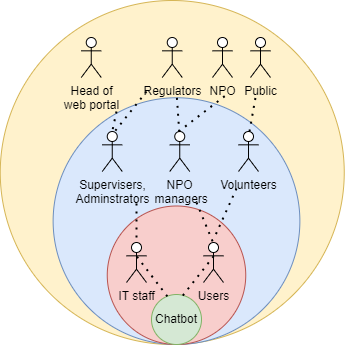 Head of
web portal
Regulators
NPO
Public
Supervisers,
Adminstrators
NPO
managers
Volunteers
IT staff
Users
Chatbot